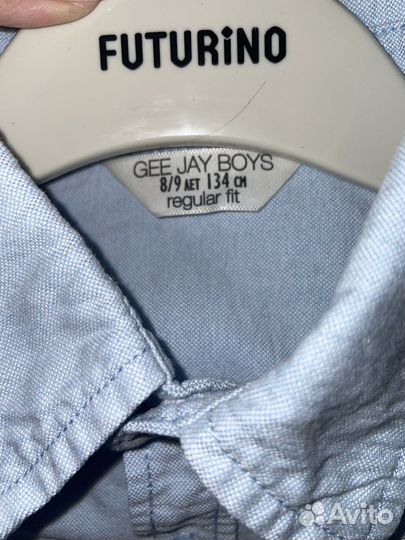 FUTURiNO
GEE JAY BOYS
8/9 ЛЕТ 134 СМ
regular fit
Avito